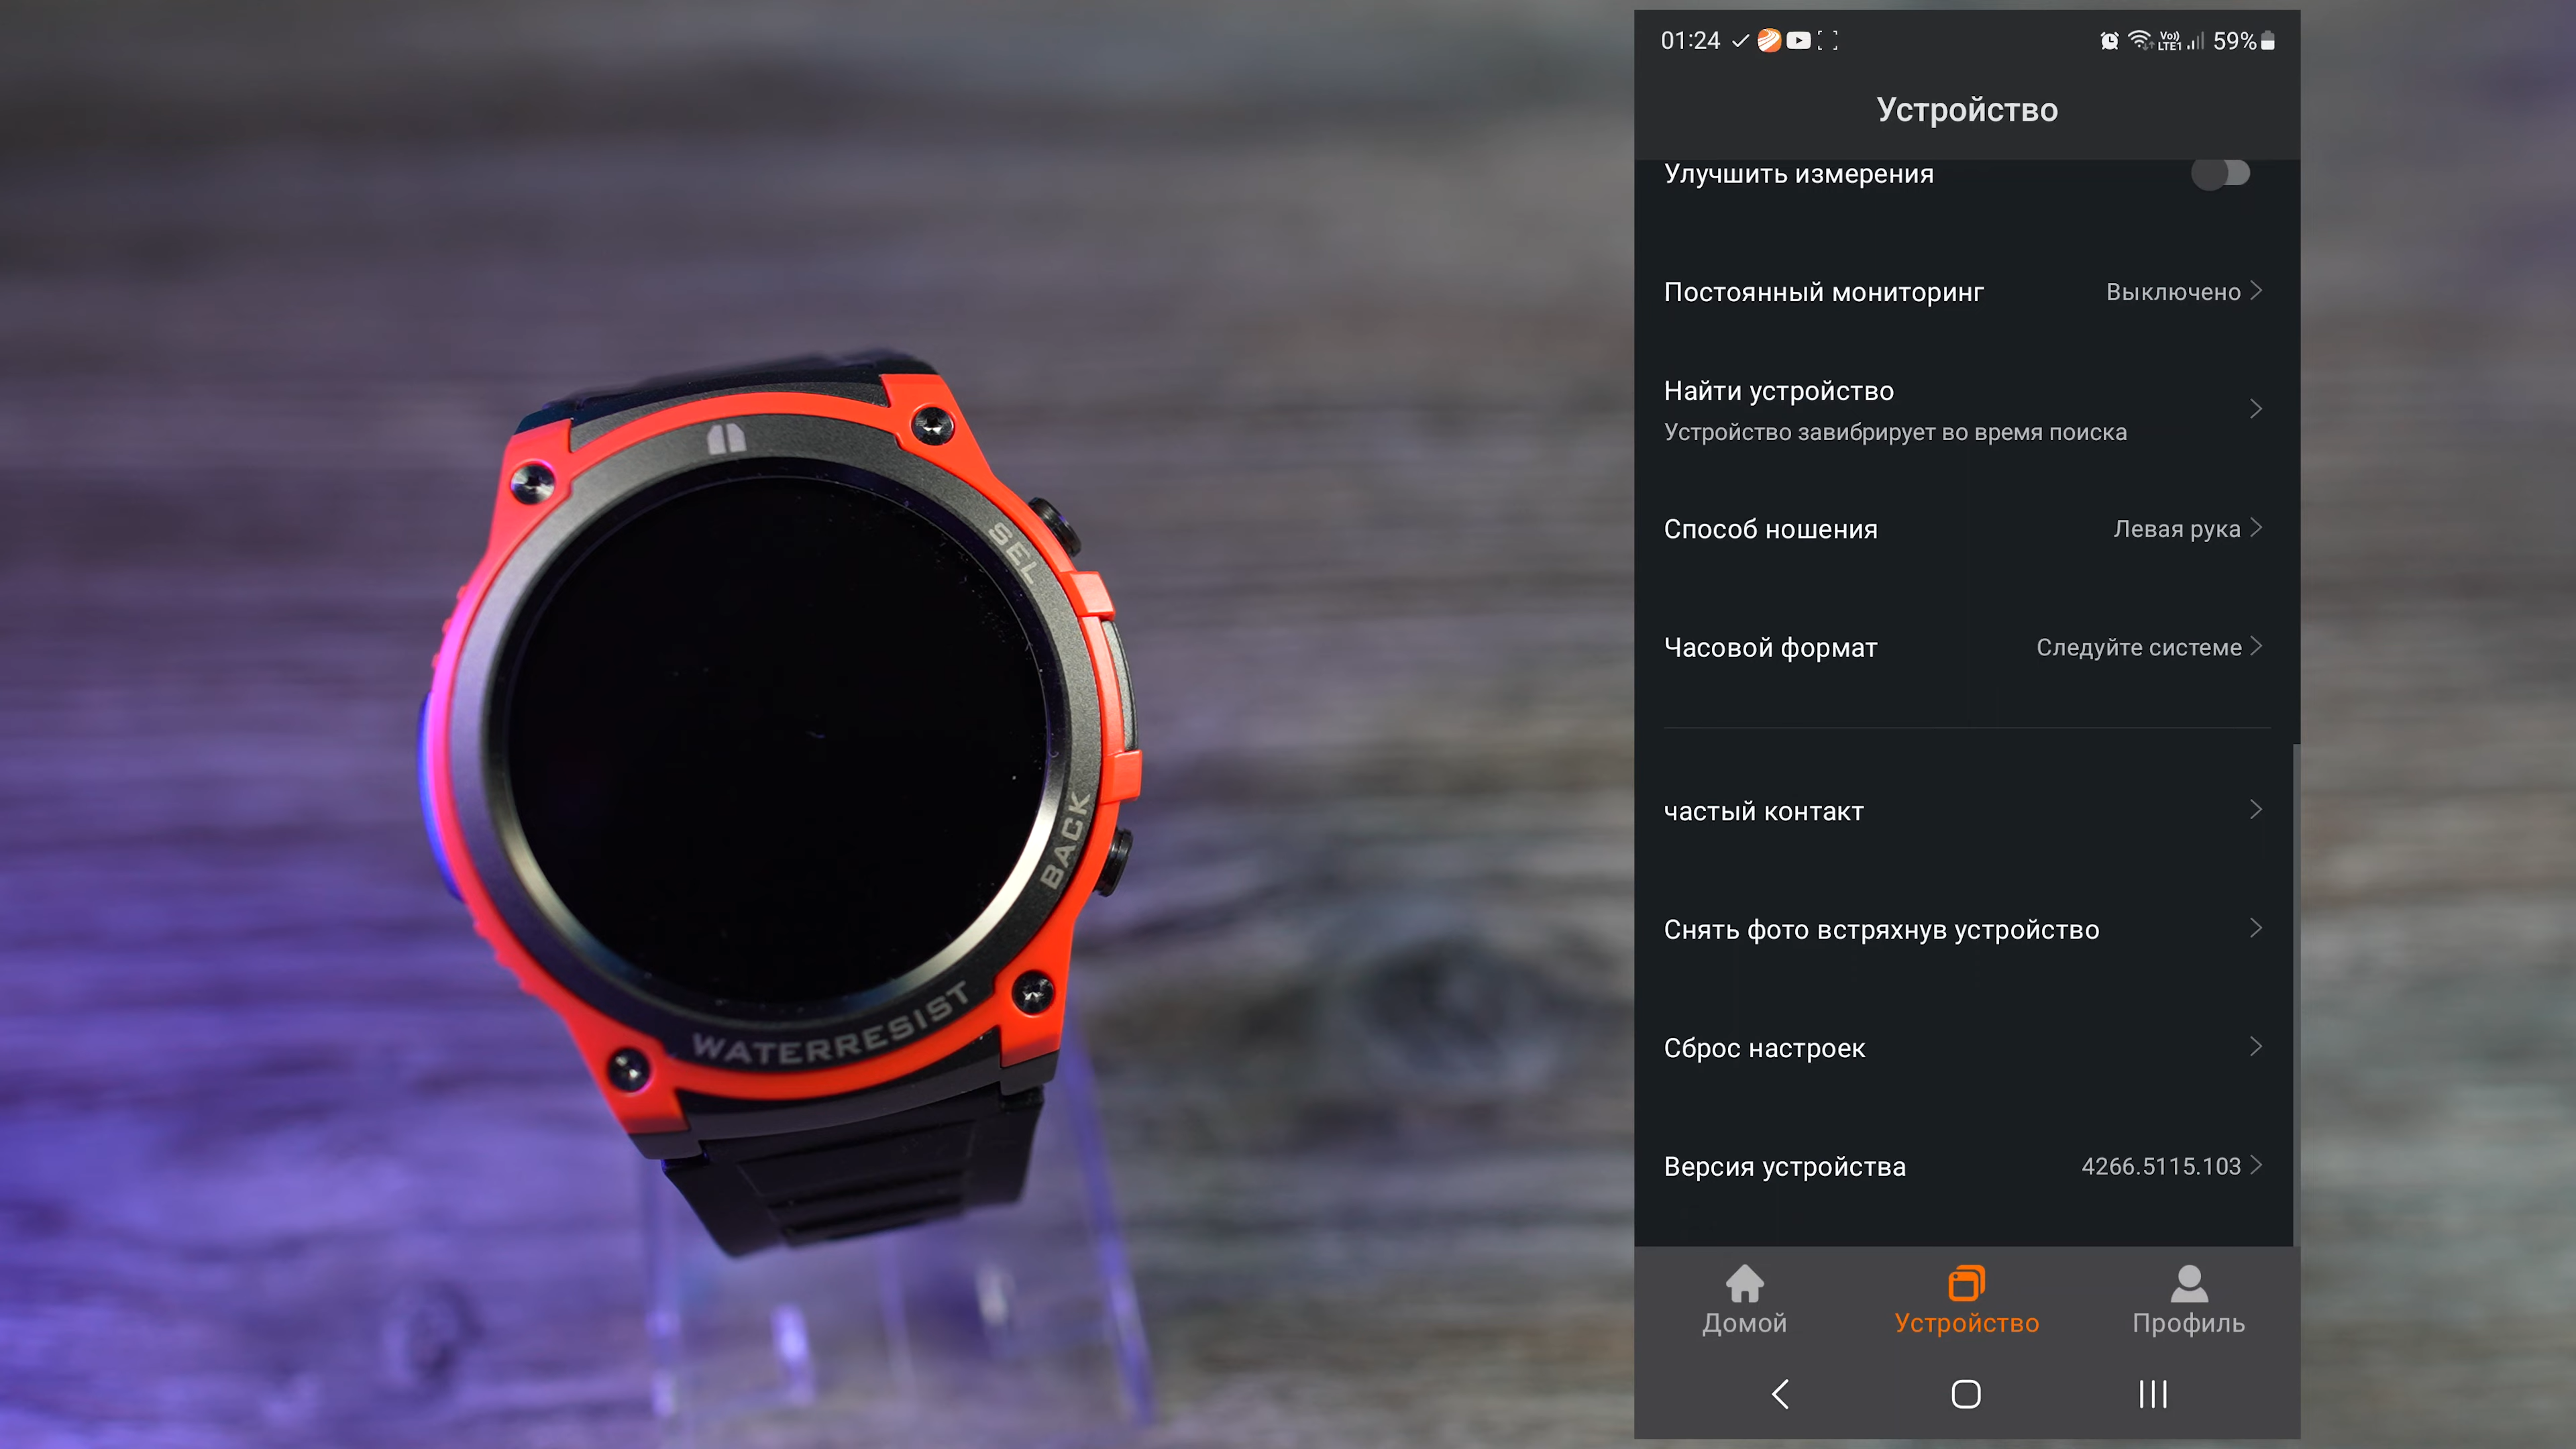 SEL
BACK
WATERRESIST
01:24
Vo)) LTE1
59%
Устройство
Улучшить измерения
Постоянный мониторинг Выключено
Найти устройство
Устройство завибрирует во время поиска
Способ ношения Левая рука
Часовой формат Следуйте системе
частый контакт
Снять фото встряхнув устройство
Сброс настроек
Версия устройства 4266.5115.103
Домой Устройство Профиль